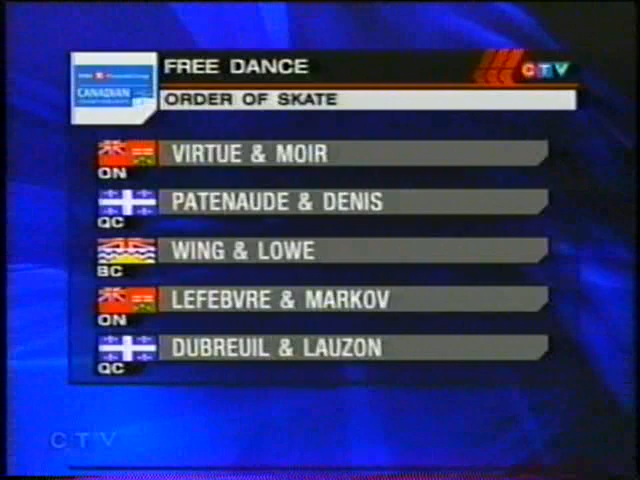 FREE DANCE
CTV
CANADIAN
ORDER OF SKATE
VIRTUE & MOIR
ON
PATENAUDE & DENIS
QC
WING & LOWE
BC
LEFEBVRE & MARKOV
ON
DUBREUIL & LAUZON
QC
CTV